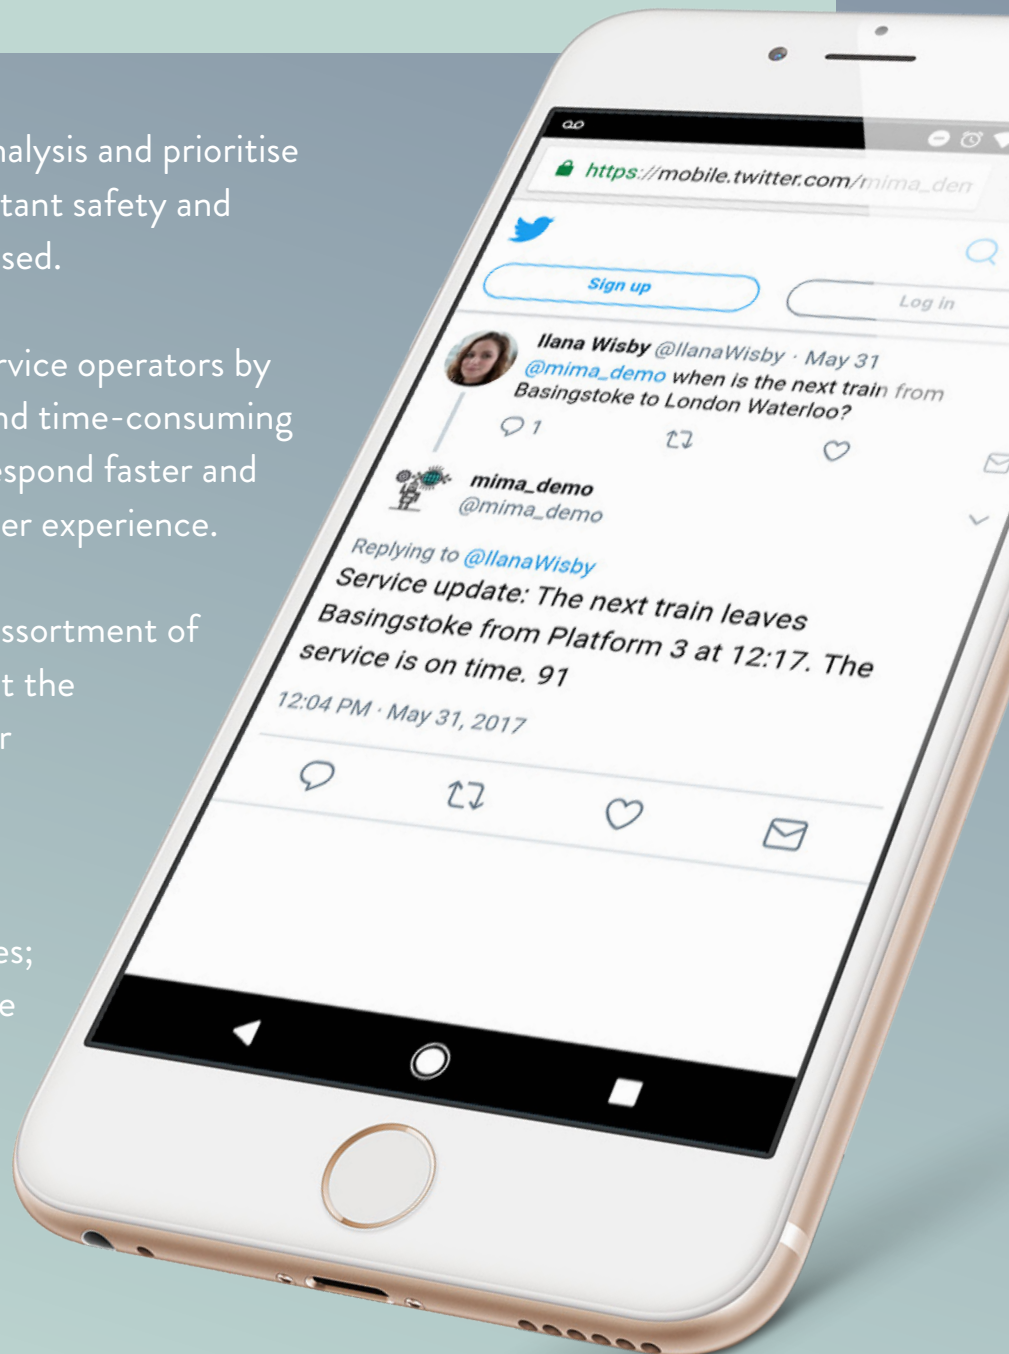 nalysis and prioritise
tant safety and
sed.
rvice operators by
nd time-consuming
espond faster and
er experience.
ssortment of
t the
r
es;
e
https://mobile.twitter.com/mima_dem
Sign up
Log in
Ilana Wisby @IlanaWisby · May 31
@mima_demo when is the next train from
Basingstoke to London Waterloo?
1
mima_demo
@mima_demo
Replying to @IlanaWisby
Service update: The next train leaves
Basingstoke from Platform 3 at 12:17. The
service is on time. 91
12:04 PM · May 31, 2017